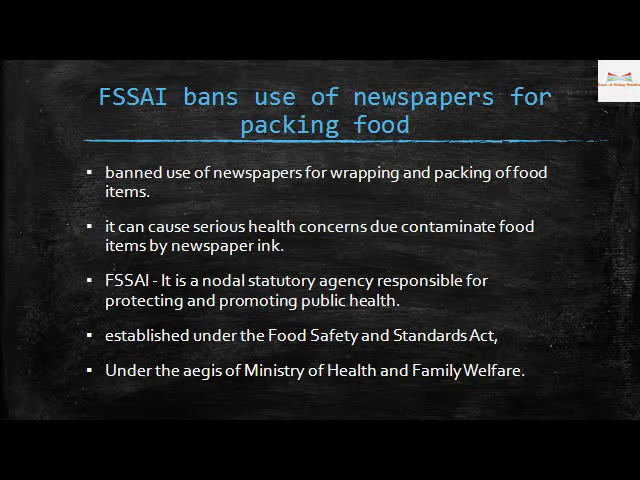 FSSAI bans use of newspapers for
packing food
▪ banned use of newspapers for wrapping and packing of food
items.
▪ it can cause serious health concerns due contaminate food
items by newspaper ink.
▪ FSSAI - It is a nodal statutory agency responsible for
protecting and promoting public health.
▪ established under the Food Safety and Standards Act,
▪ Under the aegis of Ministry of Health and Family Welfare.